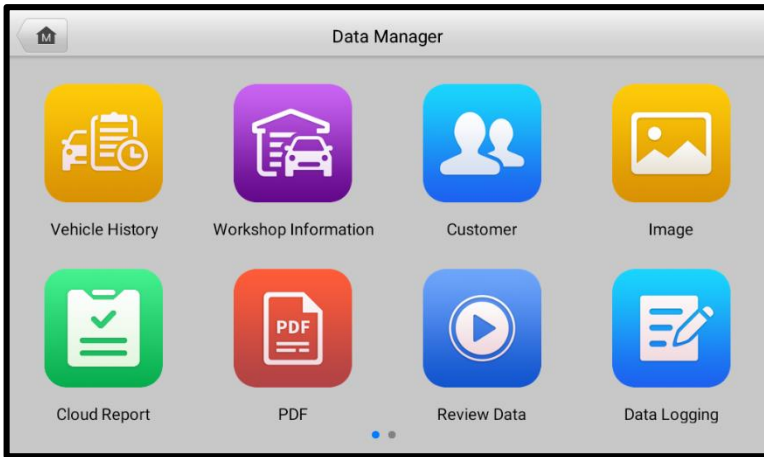 M
Data Manager
Vehicle History
Workshop Information
Customer
Image
PDF
Cloud Report
PDF
Review Data
Data Logging